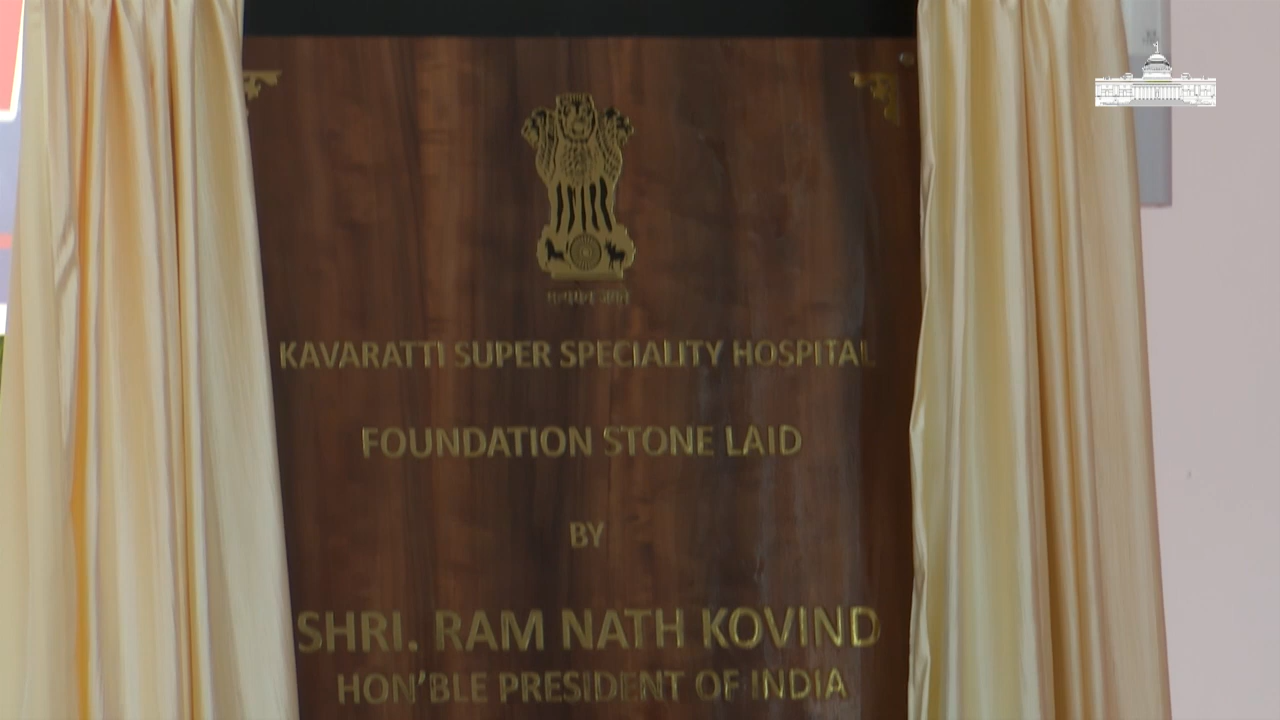 KAVARATTI SUPER SPECIALITY HOSPITAL
FOUNDATION STONE LAID
BY
SHRI. RAM NATH KOVIND
HON'BLE PRESIDENT OF INDIA